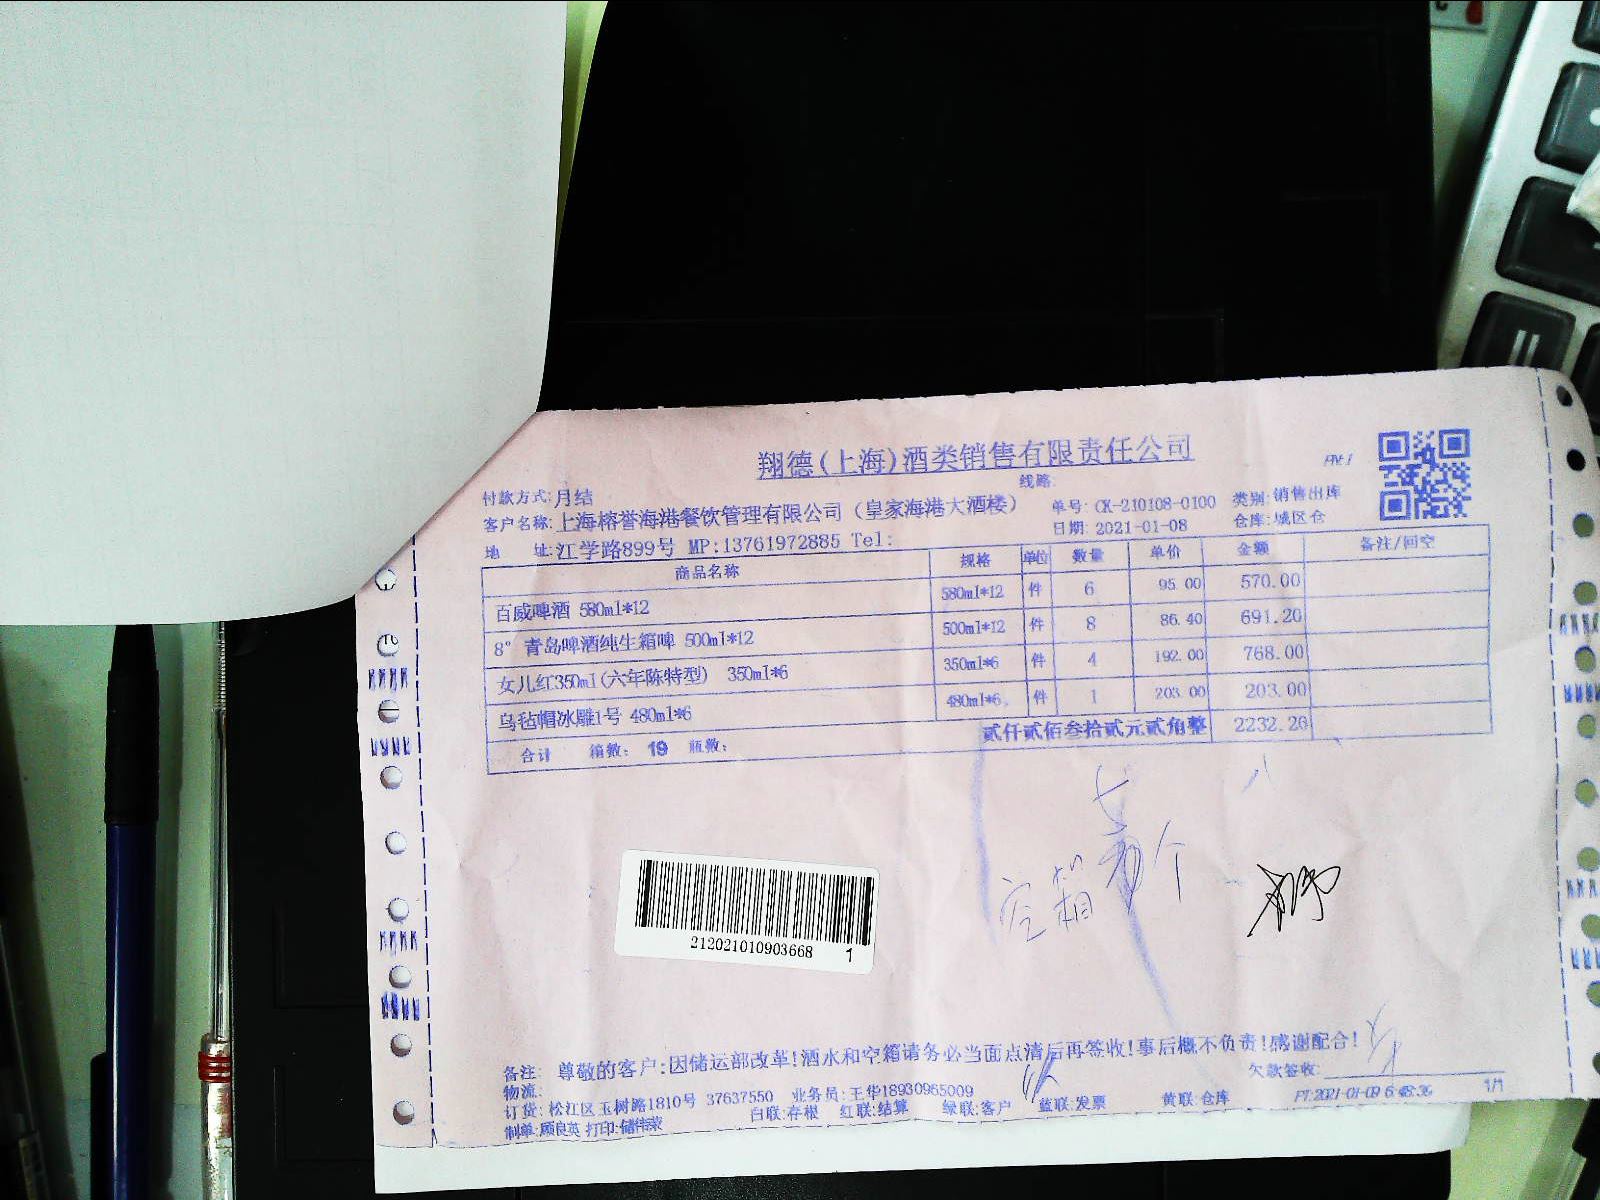 翔德(上海)酒类销售有限责任公司
线路:
付款方式:月结
客户名称:上海榕誉海港餐饮管理有限公司（皇家海港大酒楼） 单号: CK-210108-0100 类别:销售出库
日期: 2021-01-08 仓库:城区仓
地 址:江学路899号 MP:13761972885 Tel:
商品名称 规格 单位 数量 单价 金额 备注/回空
百威啤酒 580ml*12 580ml*12 件 6 95.00 570.00
8° 青岛啤酒纯生箱啤 500ml*12 500ml*12 件 8 86.40 691.20
女儿红350ml(六年陈特型) 350ml*6 350ml*6 件 4 192.00 768.00
乌毡帽冰雕1号 480ml*6 480ml*6 件 1 203.00 203.00
合计 箱数: 19 瓶数: 贰仟贰佰叁拾贰元贰角整 2232.20
七
空箱 个
212021010903668 1
备注: 尊敬的客户:因储运部改革!酒水和空箱请务必当面点清后再签收!事后概不负责!感谢配合!
物流: 欠款签收:
订货: 松江区玉树路1810号 37637550 业务员:王华18930965009
白联:存根 红联:结算 绿联:客户 蓝联:发票 黄联:仓库 PT:2021-01-09 6:48:36 1/1
制单:顾良英 打印:储伟荣